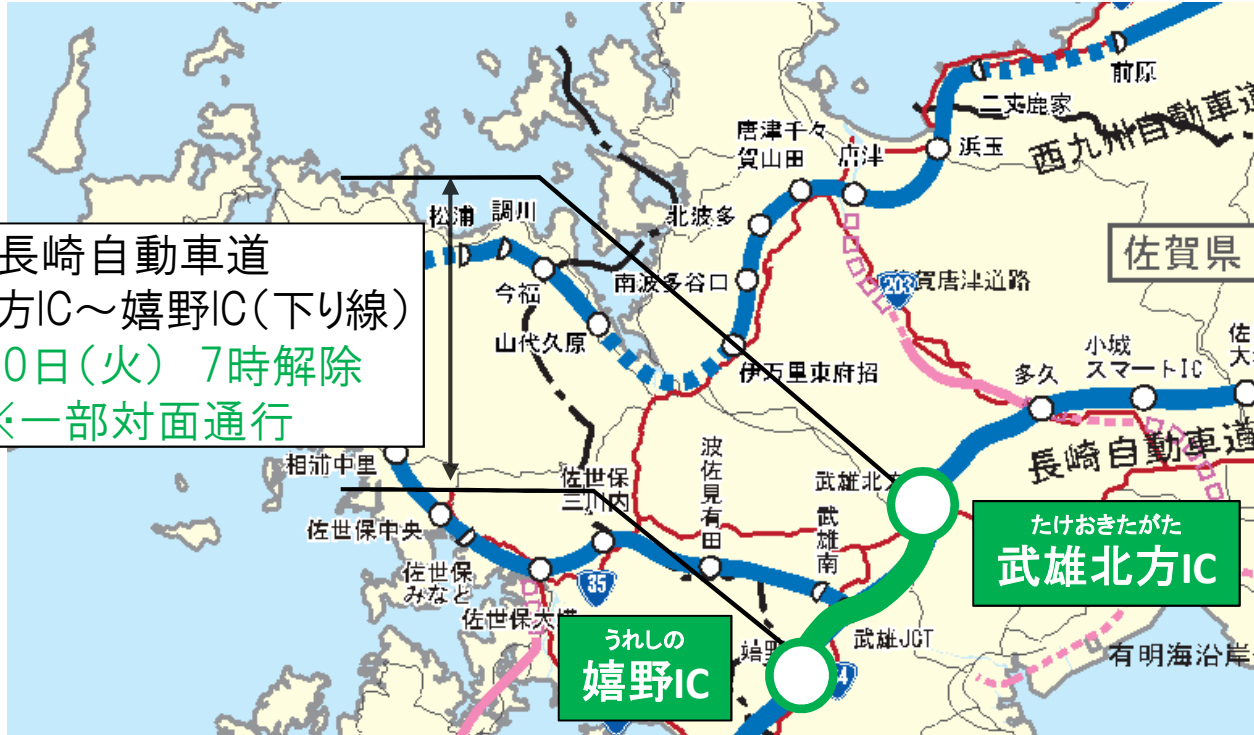 前原
二丈鹿家
西九州自動車道
唐津千々
賀山田
唐津
浜玉
松浦
調川
北波多
佐賀県
長崎自動車道
方IC～嬉野IC(下り線)
0日(火) 7時解除
※一部対面通行
今福
南波多谷口
203
賀唐津道路
山代久原
伊万里東府招
小城
スマートIC
佐
大
多久
長崎自動車道
相浦中里
佐世保
三川内
波佐見有田
武雄北方
武雄南
佐世保中央
たけおきたがた
武雄北方IC
佐世保
みなと
35
佐世保大塔
うれしの
嬉野IC
嬉野
武雄JCT
4
有明海沿岸